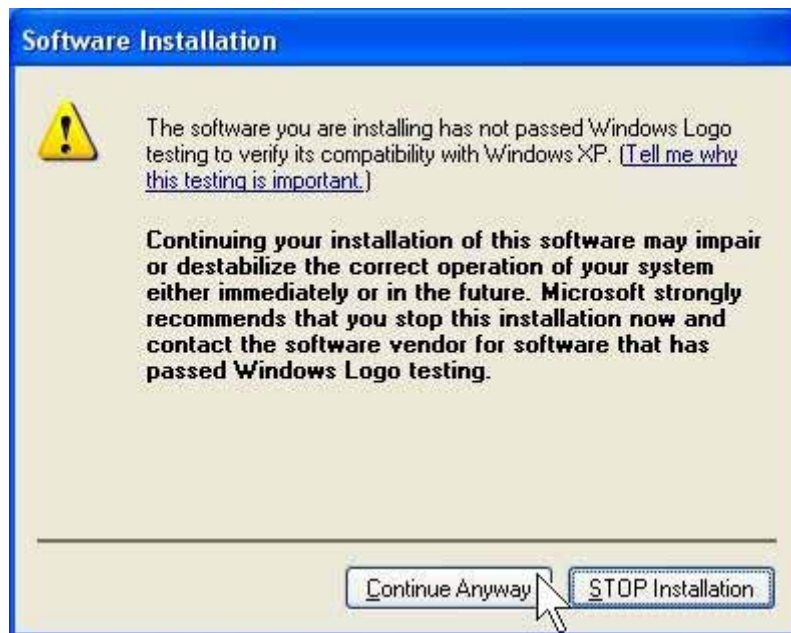 Software Installation
The software you are installing has not passed Windows Logo
testing to verify its compatibility with Windows XP. (Tell me why
this testing is important.)
Continuing your installation of this software may impair
or destabilize the correct operation of your system
either immediately or in the future. Microsoft strongly
recommends that you stop this installation now and
contact the software vendor for software that has
passed Windows Logo testing.
Continue Anyway
STOP Installation